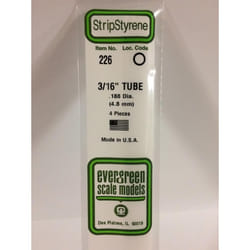 StripStyrene
Item No. Loc. Code
226
3/16" TUBE
.188 Dia.
(4.8 mm)
4 Pieces
Made in U.S.A.
evergreen
scale models
Des Plaines, IL 60018